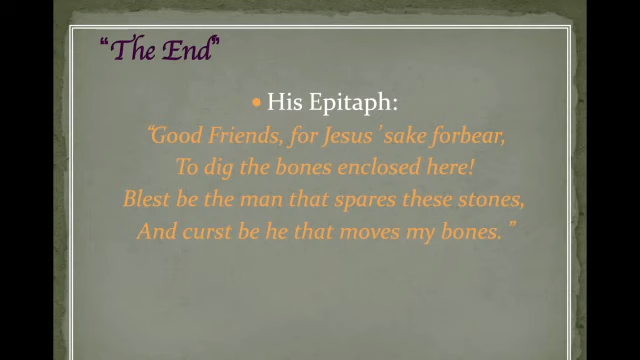 “The End”
• His Epitaph:
“Good Friends, for Jesus’ sake forbear,
To dig the bones enclosed here!
Blest be the man that spares these stones,
And curst be he that moves my bones.”